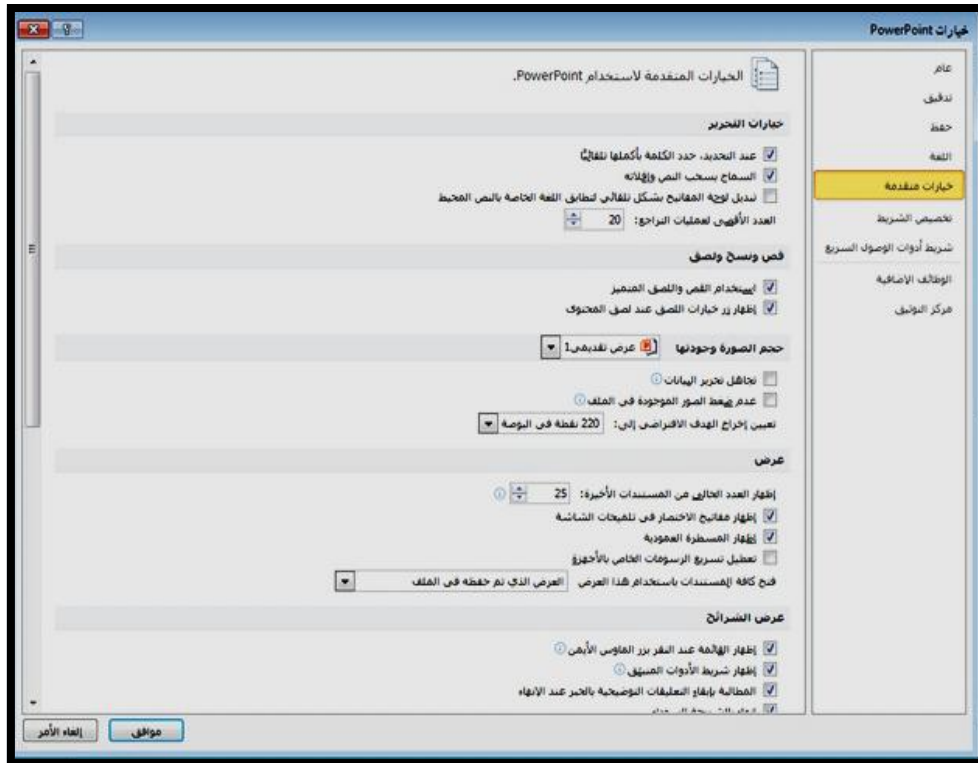 خيارات PowerPoint
عام
تدقيق
حفظ
اللغة
خيارات متقدمة
تخصيص الشريط
شريط أدوات الوصول السريع
الوظائف الإضافية
مركز التوثيق
الخيارات المتقدمة لاستخدام PowerPoint.
خيارات التحرير
عند التحديد، حدد الكلمة بأكملها تلقائيًا
السماح بسحب النص وإفلاته
تبديل لوحة المفاتيح بشكل تلقائي لتطابق اللغة الخاصة بالنص المحيط
العدد الأقصى لعمليات التراجع: 20
قص ونسخ ولصق
استخدام القص واللصق المتميز
إظهار زر خيارات اللصق عند لصق المحتوى
حجم الصورة وجودتها عرض تقديمي1
تجاهل تحرير البيانات
عدم ضغط الصور الموجودة في الملف
تعيين إخراج الهدف الافتراضي إلى: 220 نقطة في البوصة
عرض
إظهار العدد الحالي من المستندات الأخيرة: 25
إظهار مفاتيح الاختصار في تلميحات الشاشة
إظهار المسطرة العمودية
تعطيل تسريع الرسومات الخاص بالأجهزة
فتح كافة المستندات باستخدام هذا العرض العرض الذي تم حفظه في الملف
عرض الشرائح
إظهار القائمة عند النقر بزر الماوس الأيمن
إظهار شريط الأدوات المنبثق
المطالبة بإبقاء التعليقات التوضيحية بالحبر عند الإنهاء
موافق
إلغاء الأمر